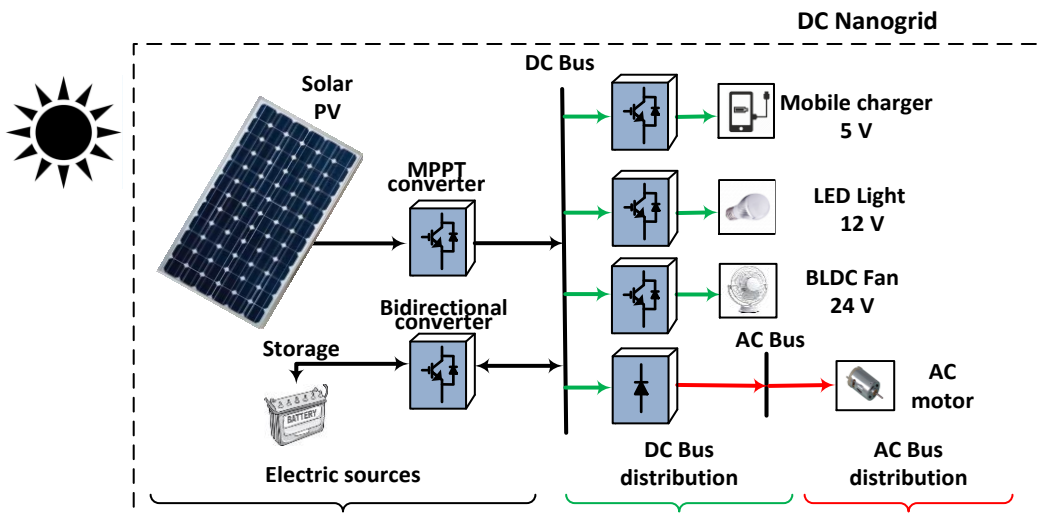 DC Nanogrid
DC Bus
Solar
PV
Mobile charger
5 V
MPPT
converter
LED Light
12 V
BLDC Fan
24 V
Bidirectional
converter
Storage
BATTERY
AC Bus
AC
motor
Electric sources
DC Bus
distribution
AC Bus
distribution